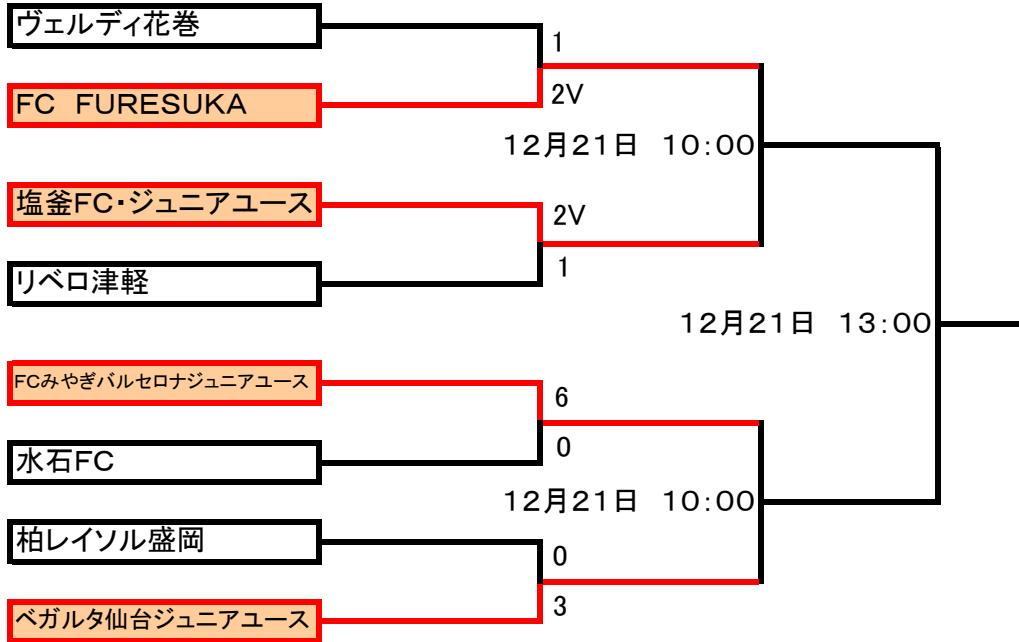 ヴェルディ花巻
1
FC　FURESUKA
2V
12月21日　10:00
塩釜FC・ジュニアユース
2V
リベロ津軽
1
12月21日　13:00
FCみやぎバルセロナジュニアユース
6
水石FC
0
12月21日　10:00
柏レイソル盛岡
0
ベガルタ仙台ジュニアユース
3